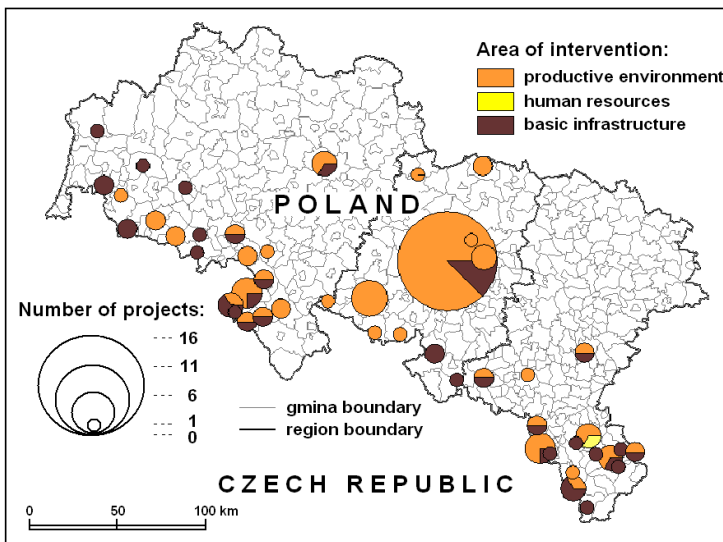 Area of intervention:
productive environment
human resources
basic infrastructure
POLAND
Number of projects:
16
11
6
1
0
gmina boundary
region boundary
CZECH REPUBLIC
0 50 100 km